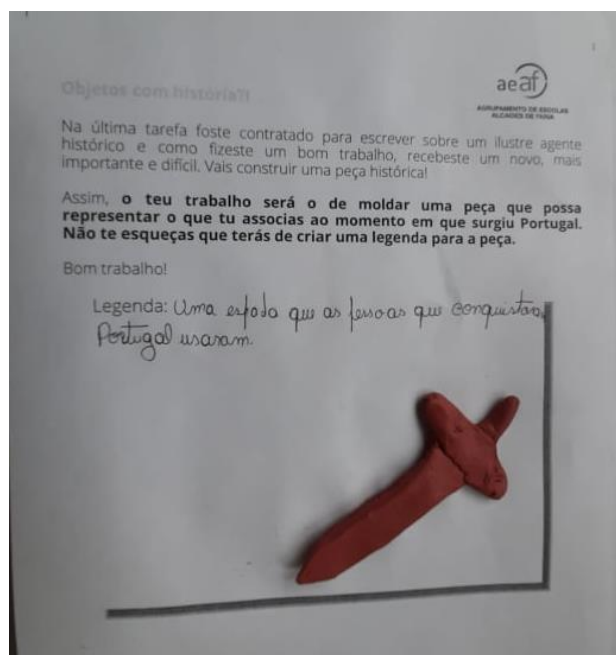 aeaf
AGRUPAMENTO DE ESCOLAS
ALCAIDES DE FARIA
Objetos com história?!
Na última tarefa foste contratado para escrever sobre um ilustre agente
histórico e como fizeste um bom trabalho, recebeste um novo, mais
importante e difícil. Vais construir uma peça histórica!
Assim, o teu trabalho será o de moldar uma peça que possa
representar o que tu associas ao momento em que surgiu Portugal.
Não te esqueças que terás de criar uma legenda para a peça.
Bom trabalho!
Legenda: Uma espada que as pessoas que conquistão
Portugal usaram.